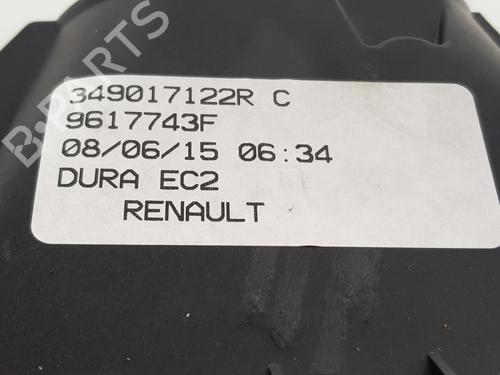 349017122R C
9617743F
08/06/15 06:34
DURA EC2
RENAULT
B-PARTS